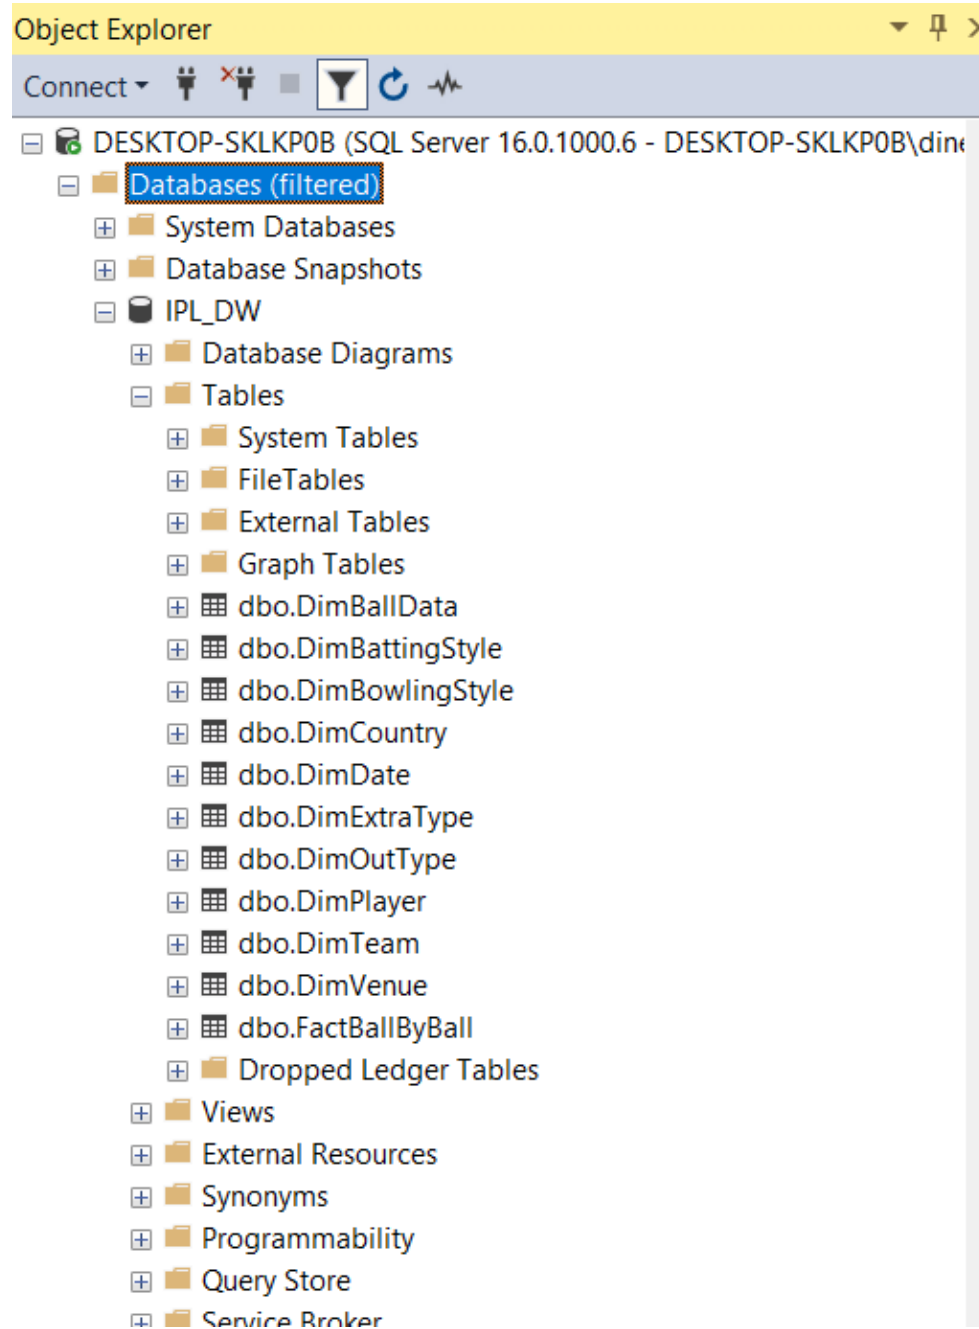 Object Explorer
Connect
DESKTOP-SKLKP0B (SQL Server 16.0.1000.6 - DESKTOP-SKLKP0B\dine
Databases (filtered)
System Databases
Database Snapshots
IPL_DW
Database Diagrams
Tables
System Tables
FileTables
External Tables
Graph Tables
dbo.DimBallData
dbo.DimBattingStyle
dbo.DimBowlingStyle
dbo.DimCountry
dbo.DimDate
dbo.DimExtraType
dbo.DimOutType
dbo.DimPlayer
dbo.DimTeam
dbo.DimVenue
dbo.FactBallByBall
Dropped Ledger Tables
Views
External Resources
Synonyms
Programmability
Query Store
Service Broker